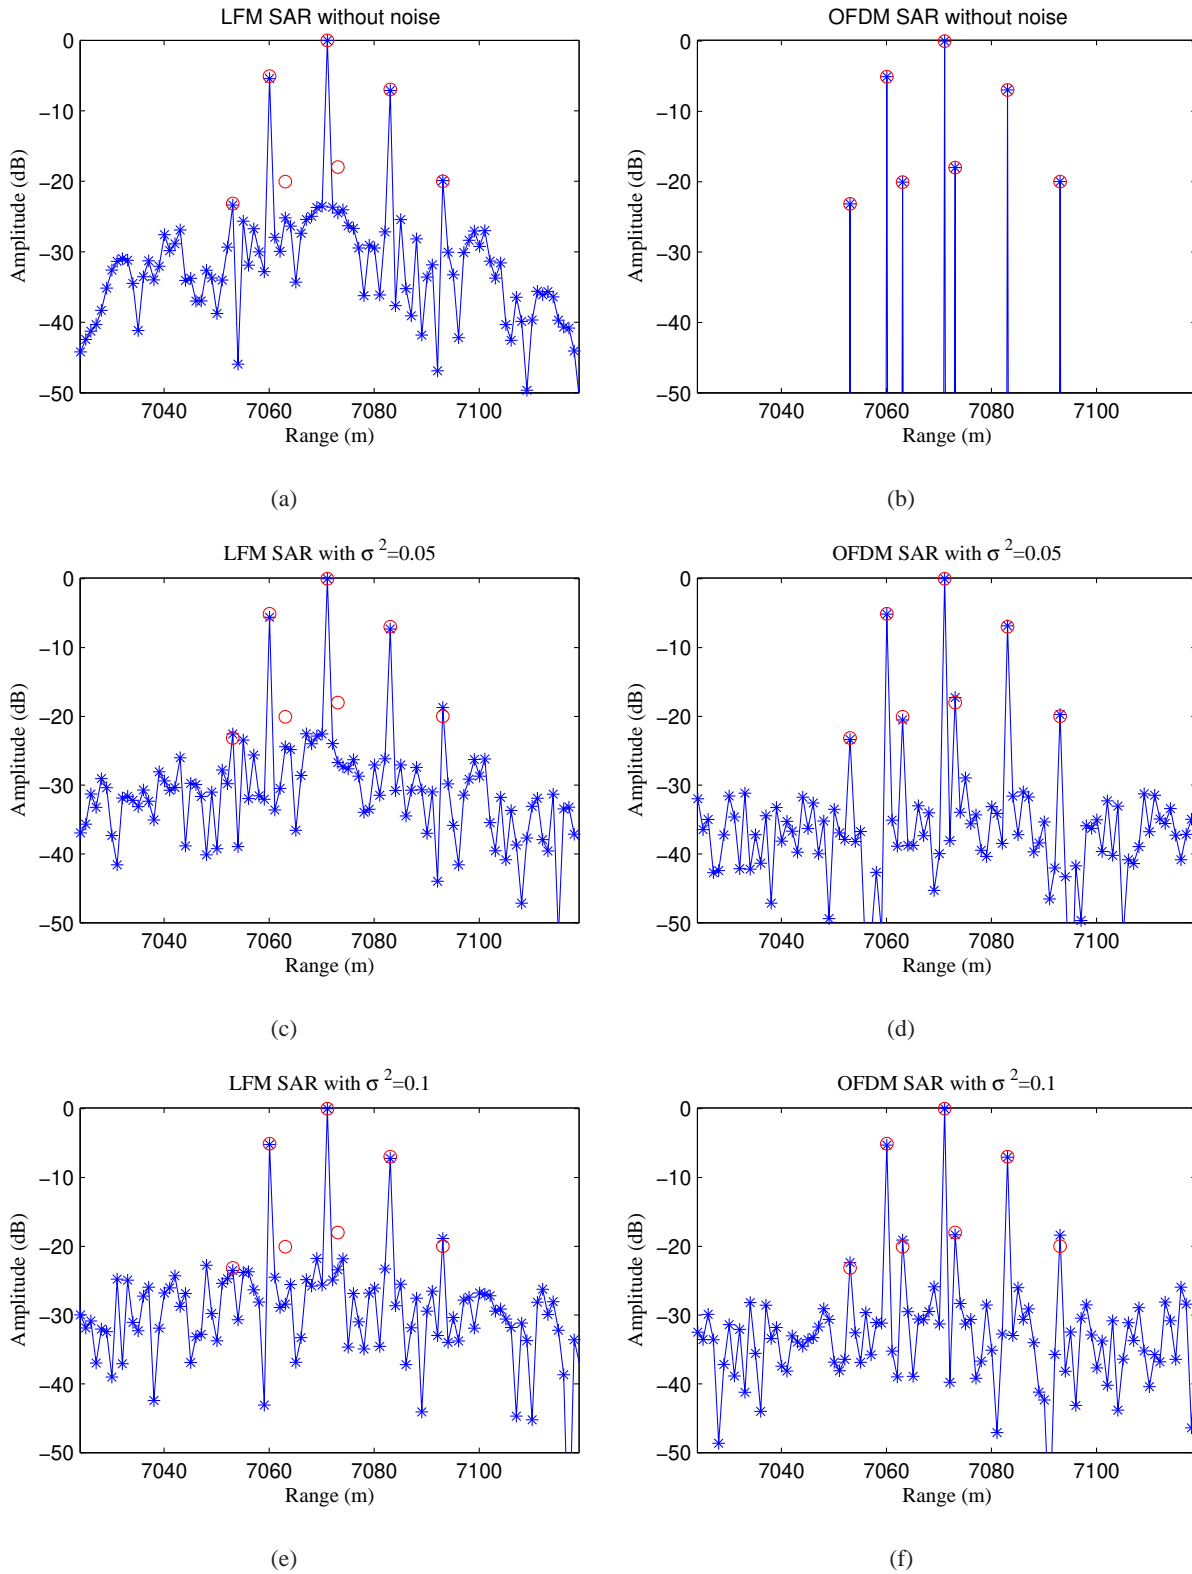 LFM SAR without noise
0
−10
−20
−30
−40
−50
Amplitude (dB)
7040 7060 7080 7100
Range (m)
(a)
OFDM SAR without noise
0
−10
−20
−30
−40
−50
Amplitude (dB)
7040 7060 7080 7100
Range (m)
(b)
LFM SAR with σ²=0.05
0
−10
−20
−30
−40
−50
Amplitude (dB)
7040 7060 7080 7100
Range (m)
(c)
OFDM SAR with σ²=0.05
0
−10
−20
−30
−40
−50
Amplitude (dB)
7040 7060 7080 7100
Range (m)
(d)
LFM SAR with σ²=0.1
0
−10
−20
−30
−40
−50
Amplitude (dB)
7040 7060 7080 7100
Range (m)
(e)
OFDM SAR with σ²=0.1
0
−10
−20
−30
−40
−50
Amplitude (dB)
7040 7060 7080 7100
Range (m)
(f)